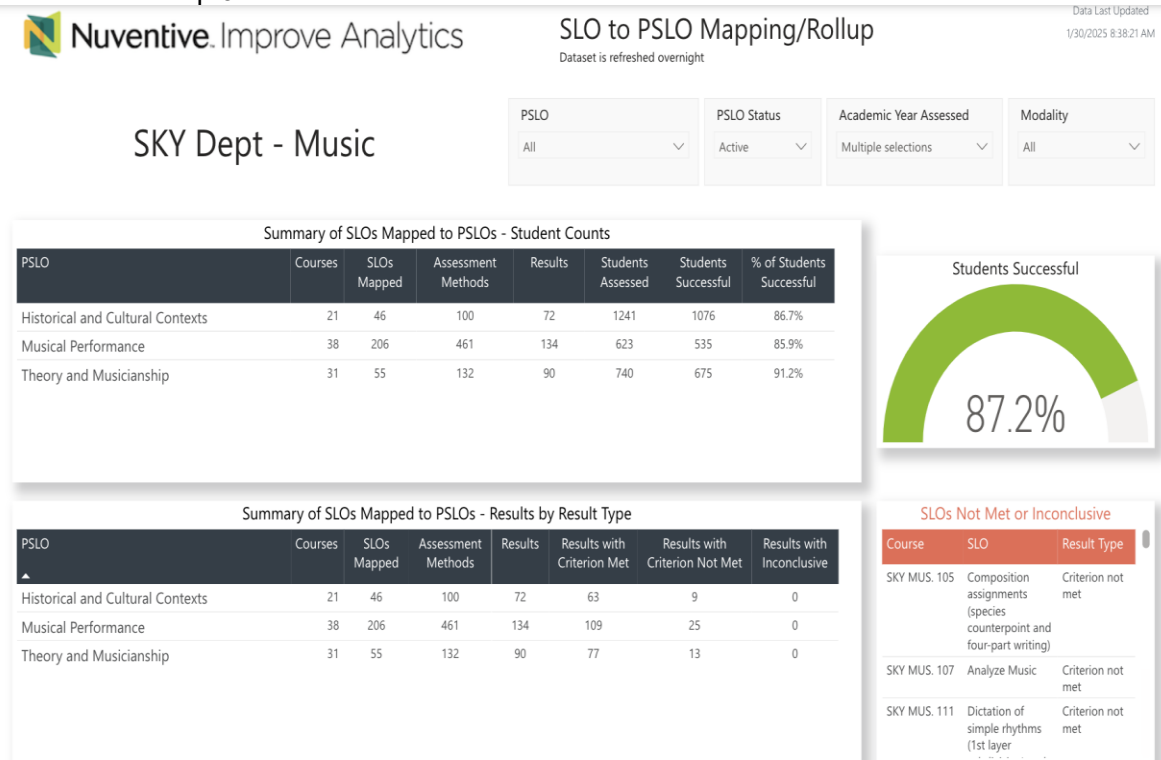 Nuventive. Improve Analytics
SLO to PSLO Mapping/Rollup
Dataset is refreshed overnight
Data Last Updated
1/30/2025 8:38:21 AM
SKY Dept - Music
PSLO
All
PSLO Status
Active
Academic Year Assessed
Multiple selections
Modality
All
Summary of SLOs Mapped to PSLOs - Student Counts
PSLO Courses SLOs Mapped Assessment Methods Results Students Assessed Students Successful % of Students Successful
Historical and Cultural Contexts 21 46 100 72 1241 1076 86.7%
Musical Performance 38 206 461 134 623 535 85.9%
Theory and Musicianship 31 55 132 90 740 675 91.2%
Students Successful
87.2%
Summary of SLOs Mapped to PSLOs - Results by Result Type
PSLO Courses SLOs Mapped Assessment Methods Results Results with Criterion Met Results with Criterion Not Met Results with Inconclusive
Historical and Cultural Contexts 21 46 100 72 63 9 0
Musical Performance 38 206 461 134 109 25 0
Theory and Musicianship 31 55 132 90 77 13 0
SLOs Not Met or Inconclusive
Course SLO Result Type
SKY MUS. 105 Composition Criterion not
assignments met
(species
counterpoint and
four-part writing)
SKY MUS. 107 Analyze Music Criterion not
met
SKY MUS. 111 Dictation of Criterion not
simple rhythms met
(1st layer